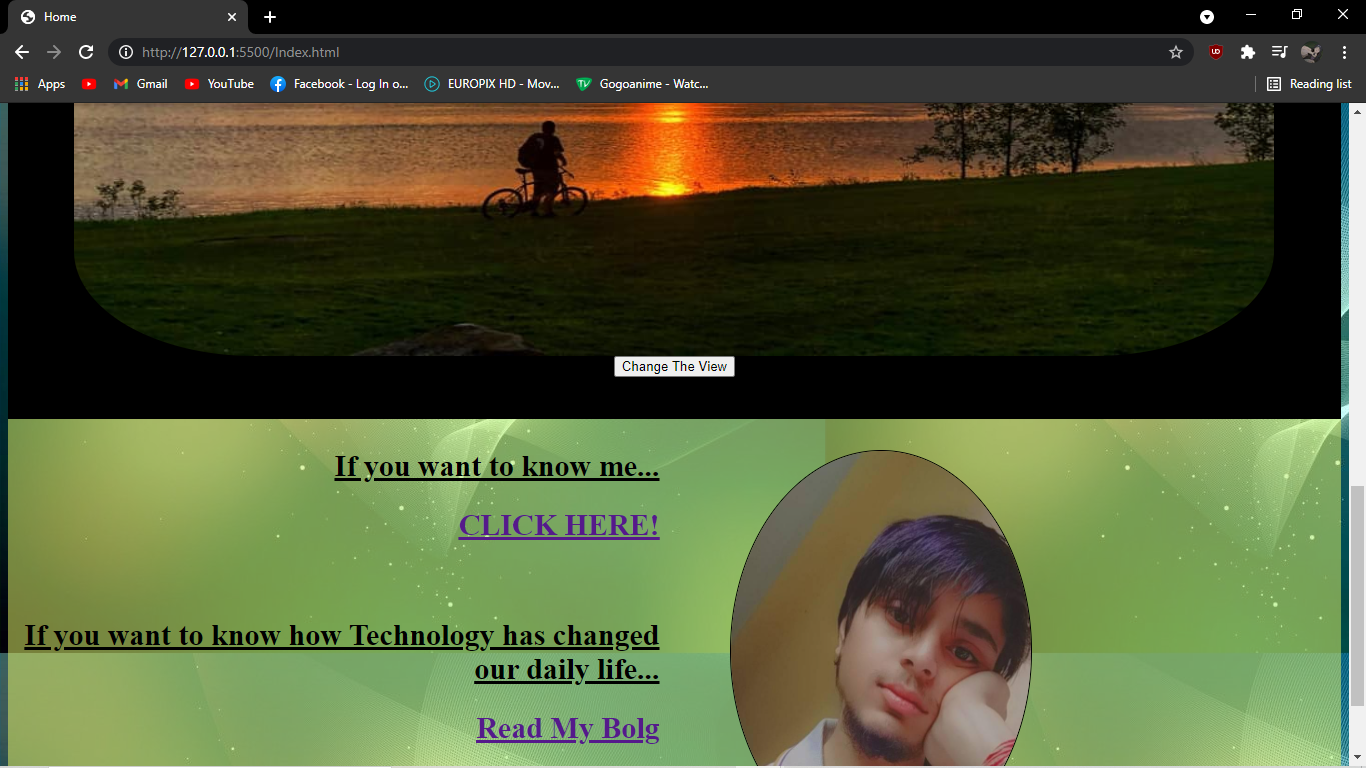 Home
http://127.0.0.1:5500/Index.html
UD
Apps
Gmail
YouTube
Facebook - Log In o...
EUROPIX HD - Mov...
TV
Gogoanime - Watc...
Reading list
Change The View
If you want to know me...
CLICK HERE!
If you want to know how Technology has changed
our daily life...
Read My Bolg